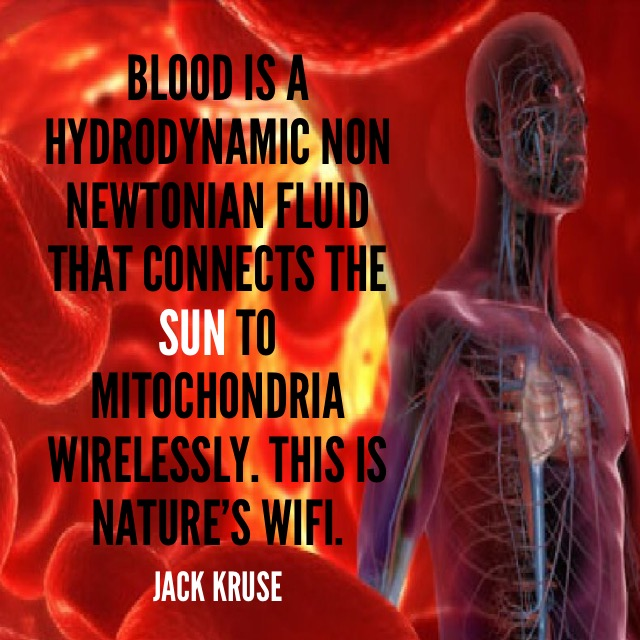 BLOOD IS A
HYDRODYNAMIC NON
NEWTONIAN FLUID
THAT CONNECTS THE
SUN TO
MITOCHONDRIA
WIRELESSLY. THIS IS
NATURE'S WIFI.
JACK KRUSE